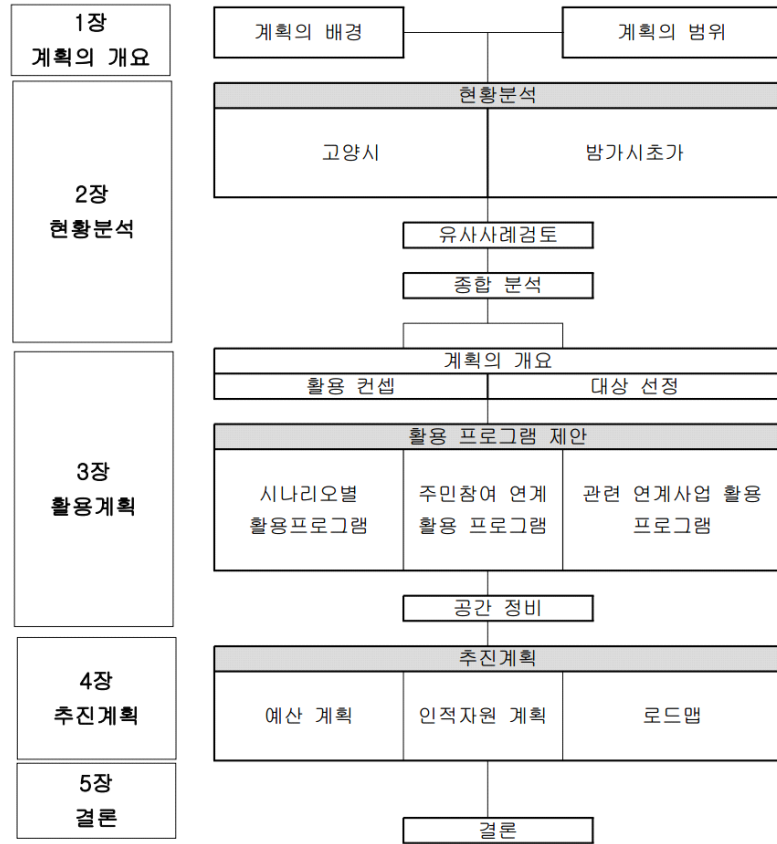 1장
계획의 개요
계획의 배경
계획의 범위
2장
현황분석
현황분석
고양시
밤가시초가
유사사례검토
종합 분석
3장
활용계획
계획의 개요
활용 컨셉
대상 선정
활용 프로그램 제안
시나리오별
활용프로그램
주민참여 연계
활용 프로그램
관련 연계사업 활용
프로그램
공간 정비
4장
추진계획
추진계획
예산 계획
인적자원 계획
로드맵
5장
결론
결론